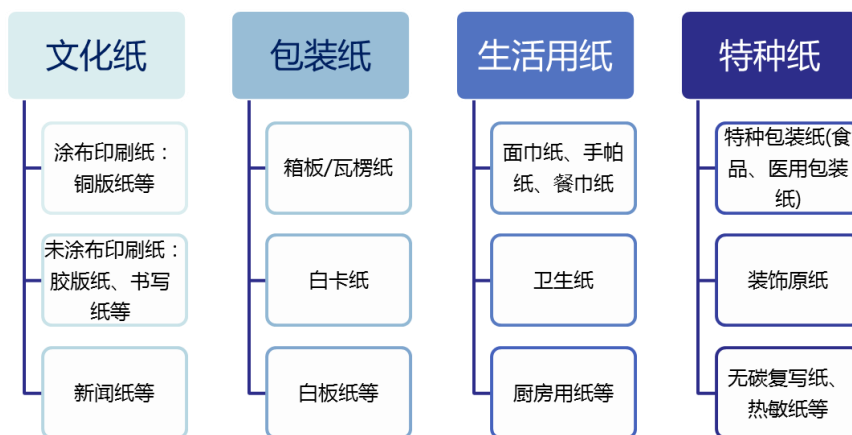 文化纸
涂布印刷纸：
铜版纸等
未涂布印刷纸：
胶版纸、书写
纸等
新闻纸等
包装纸
箱板/瓦楞纸
白卡纸
白板纸等
生活用纸
面巾纸、手帕
纸、餐巾纸
卫生纸
厨房用纸等
特种纸
特种包装纸(食
品、医用包装
纸)
装饰原纸
无碳复写纸、
热敏纸等